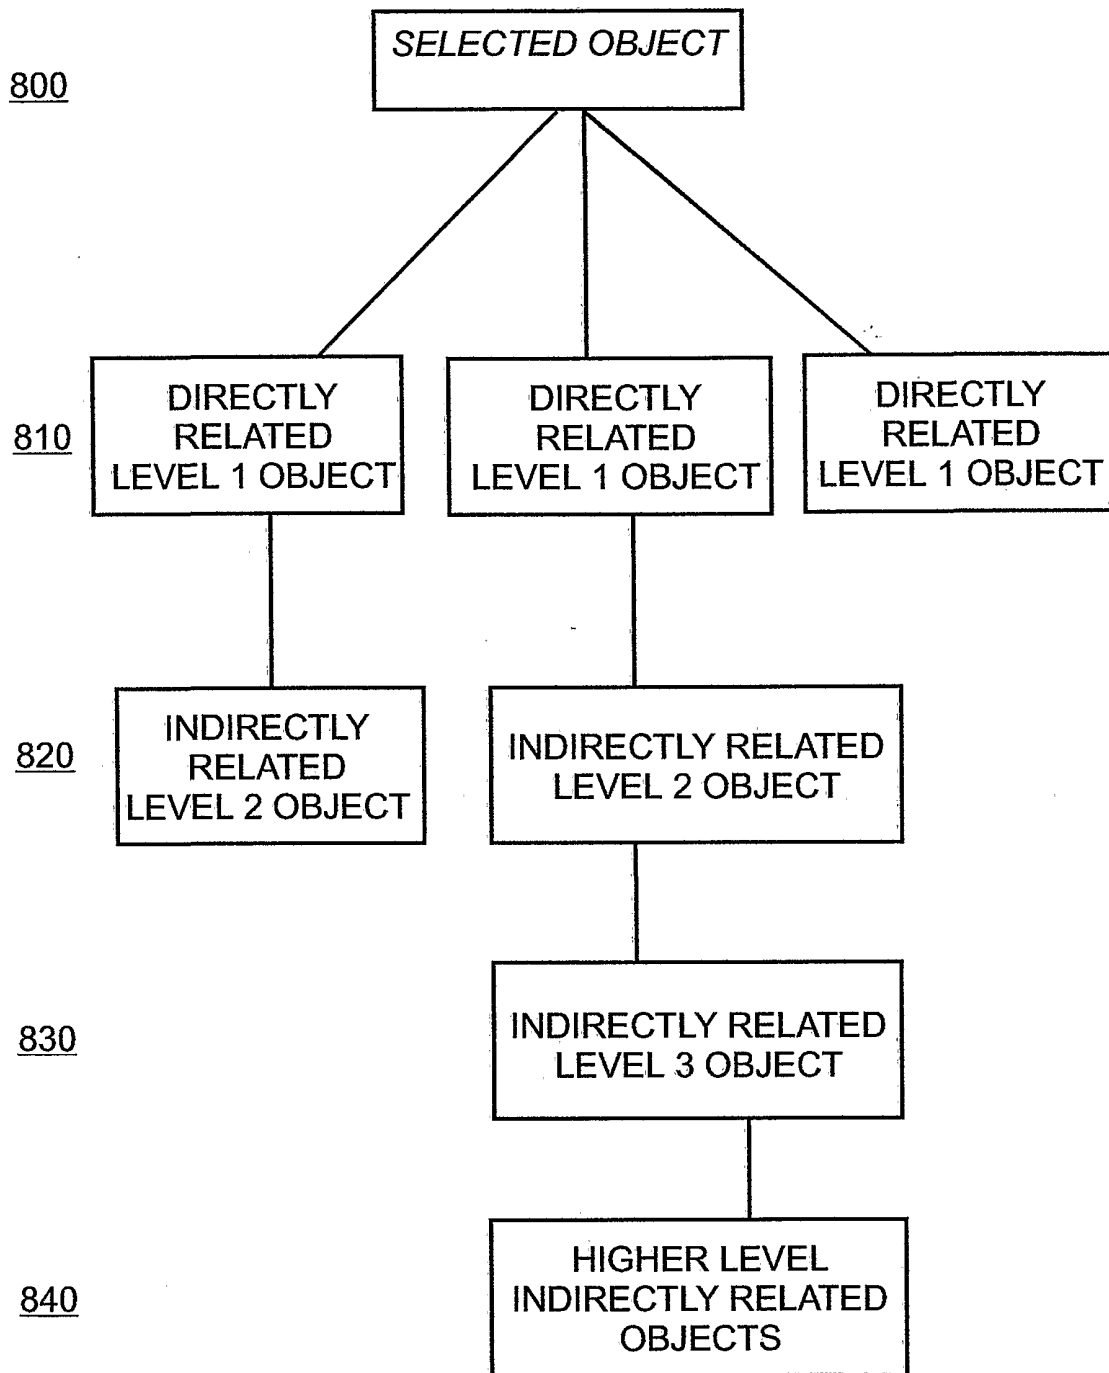 SELECTED OBJECT
800
DIRECTLY
RELATED
LEVEL 1 OBJECT
DIRECTLY
RELATED
LEVEL 1 OBJECT
DIRECTLY
RELATED
LEVEL 1 OBJECT
810
INDIRECTLY
RELATED
LEVEL 2 OBJECT
INDIRECTLY RELATED
LEVEL 2 OBJECT
820
INDIRECTLY RELATED
LEVEL 3 OBJECT
830
HIGHER LEVEL
INDIRECTLY RELATED
OBJECTS
840